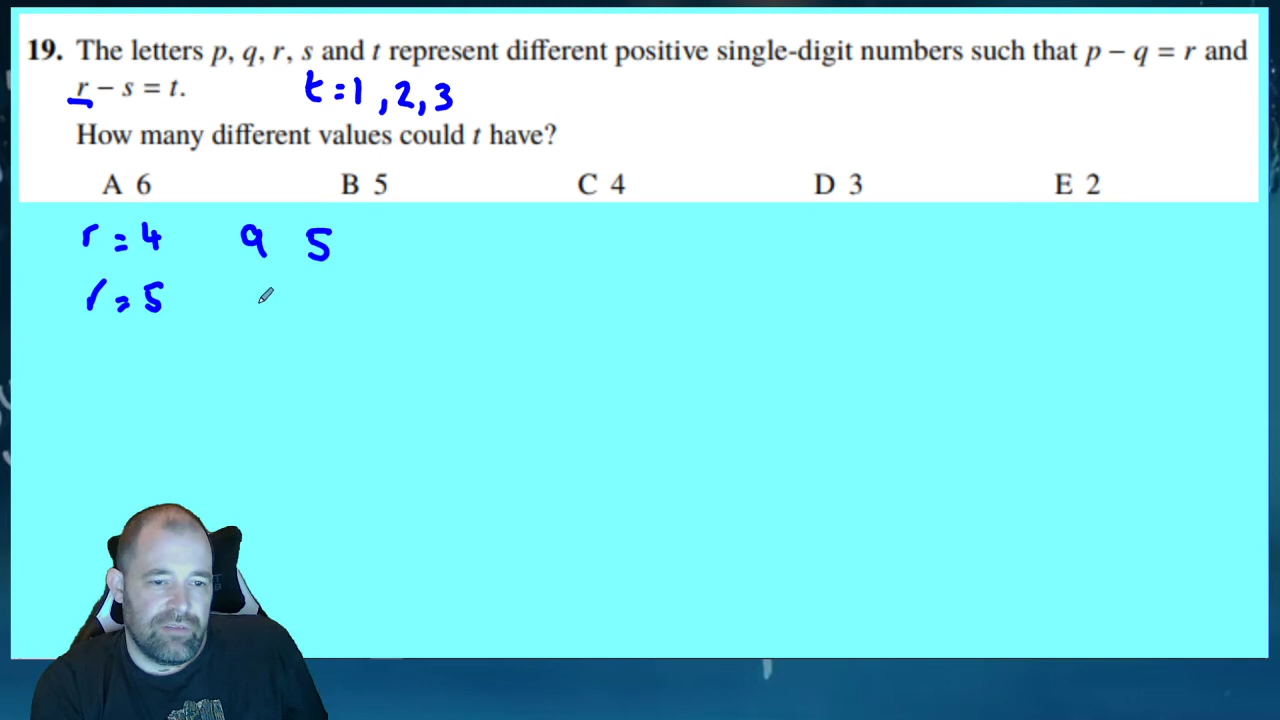 19. The letters p, q, r, s and t represent different positive single-digit numbers such that p − q = r and
r − s = t.
t = 1, 2, 3
How many different values could t have?
A 6 B 5 C 4 D 3 E 2
r = 4 9 5
r = 5